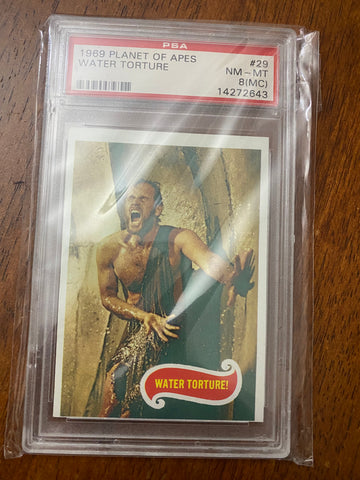 PSA
1969 PLANET OF APES #29
WATER TORTURE NM-MT
8(MC)
14272643
WATER TORTURE!